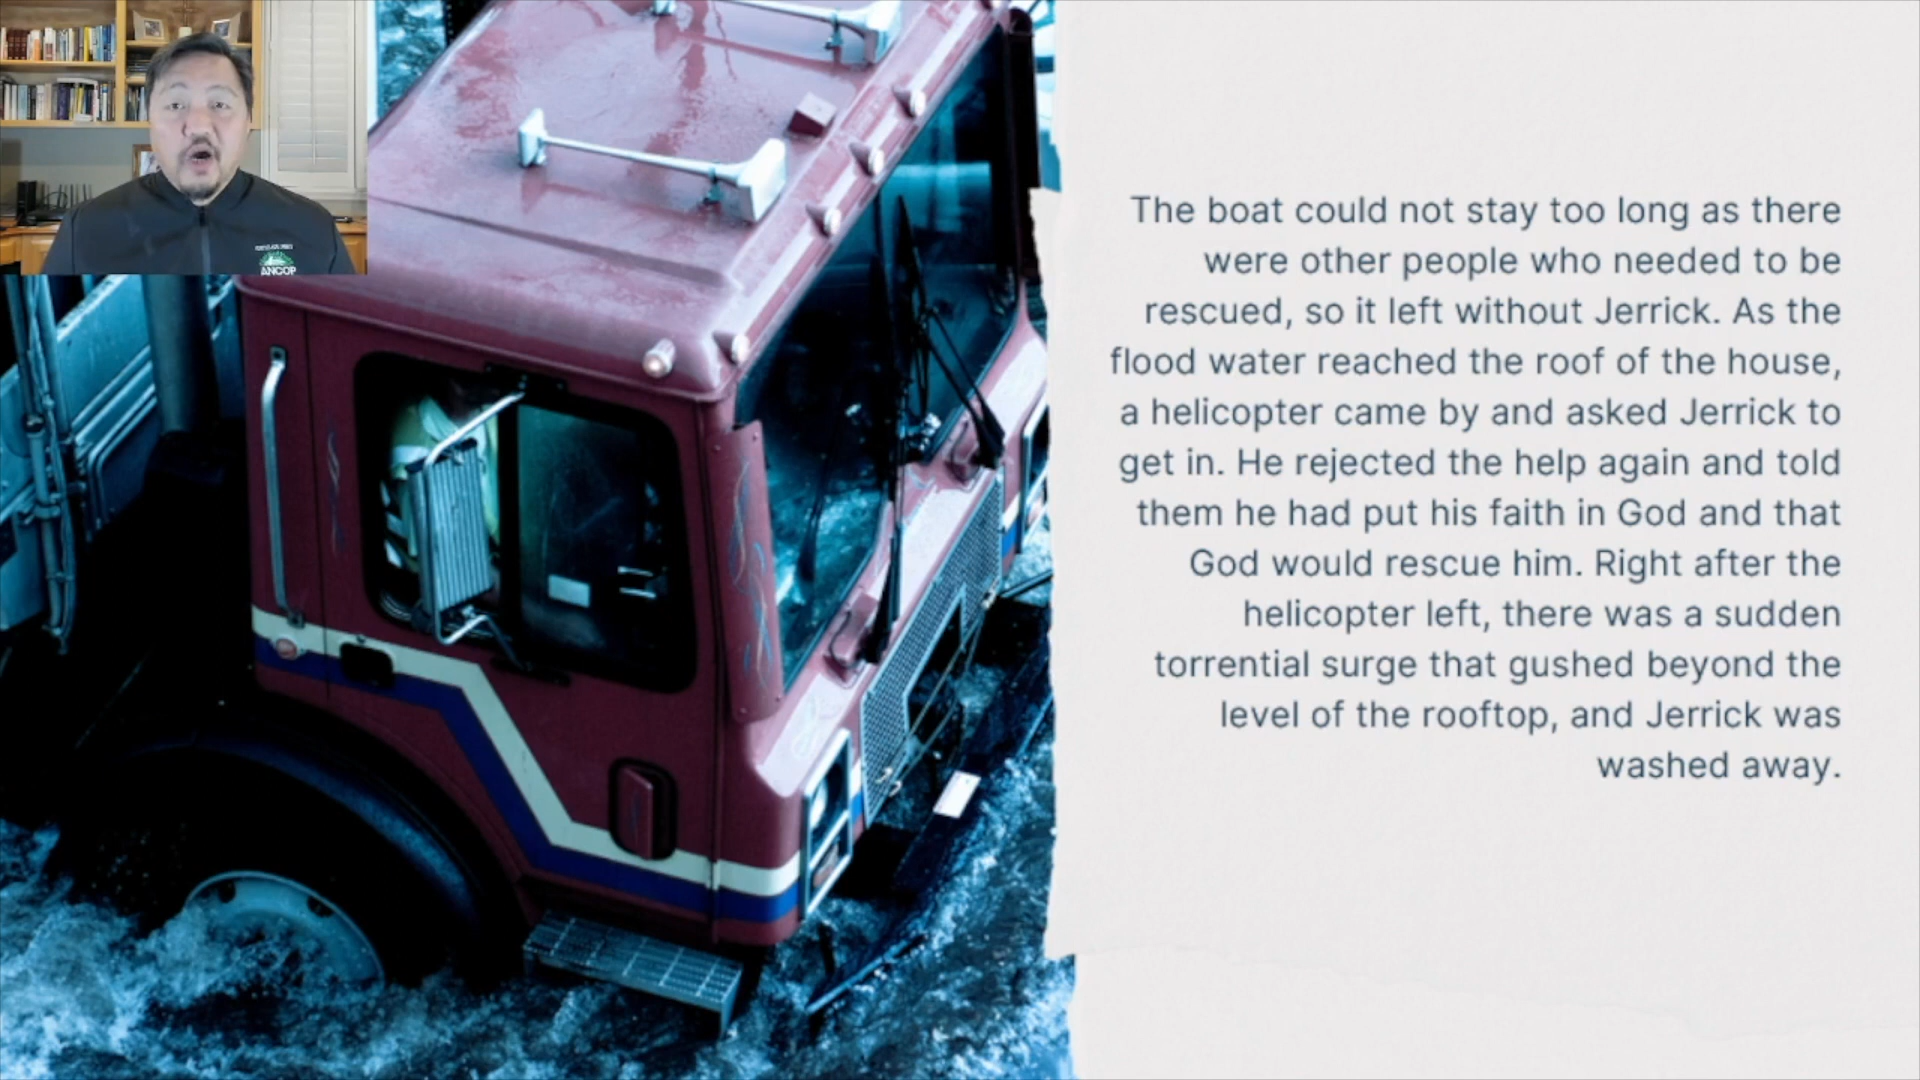 ANCOP
The boat could not stay too long as there
were other people who needed to be
rescued, so it left without Jerrick. As the
flood water reached the roof of the house,
a helicopter came by and asked Jerrick to
get in. He rejected the help again and told
them he had put his faith in God and that
God would rescue him. Right after the
helicopter left, there was a sudden
torrential surge that gushed beyond the
level of the rooftop, and Jerrick was
washed away.